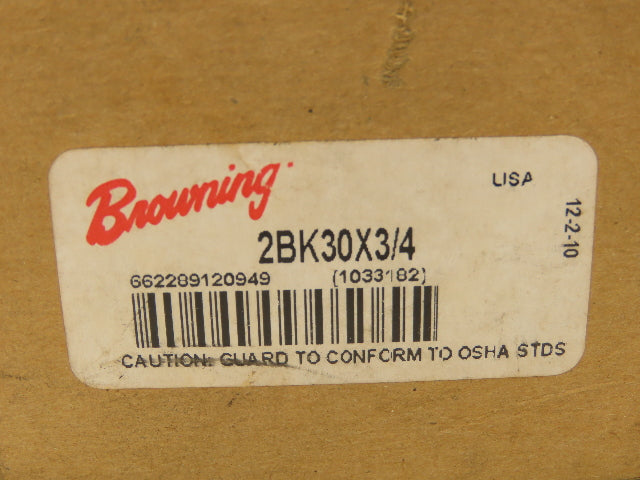 Browning
USA
12-2-10
2BK30X3/4
662289120949 (1033182)
CAUTION: GUARD TO CONFORM TO OSHA STDS